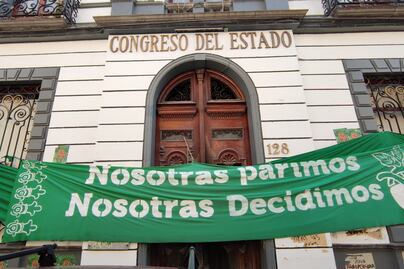 CONGRESO DEL ESTADO
128
NosotRas paRimos
NosotRas Decidimos